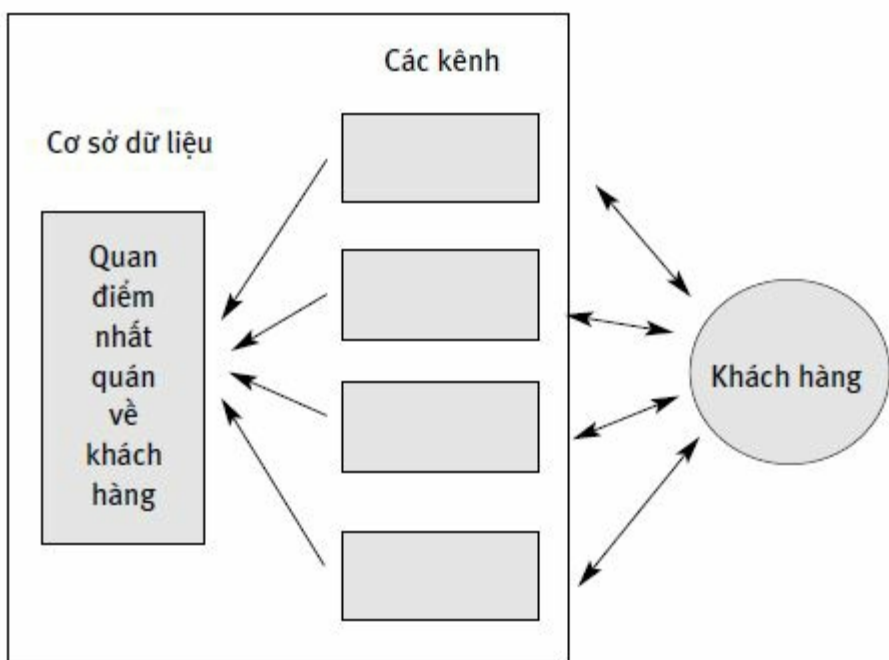 Các kênh
Cơ sở dữ liệu
Quan
điểm
nhất
quán
về
khách
hàng
Khách hàng